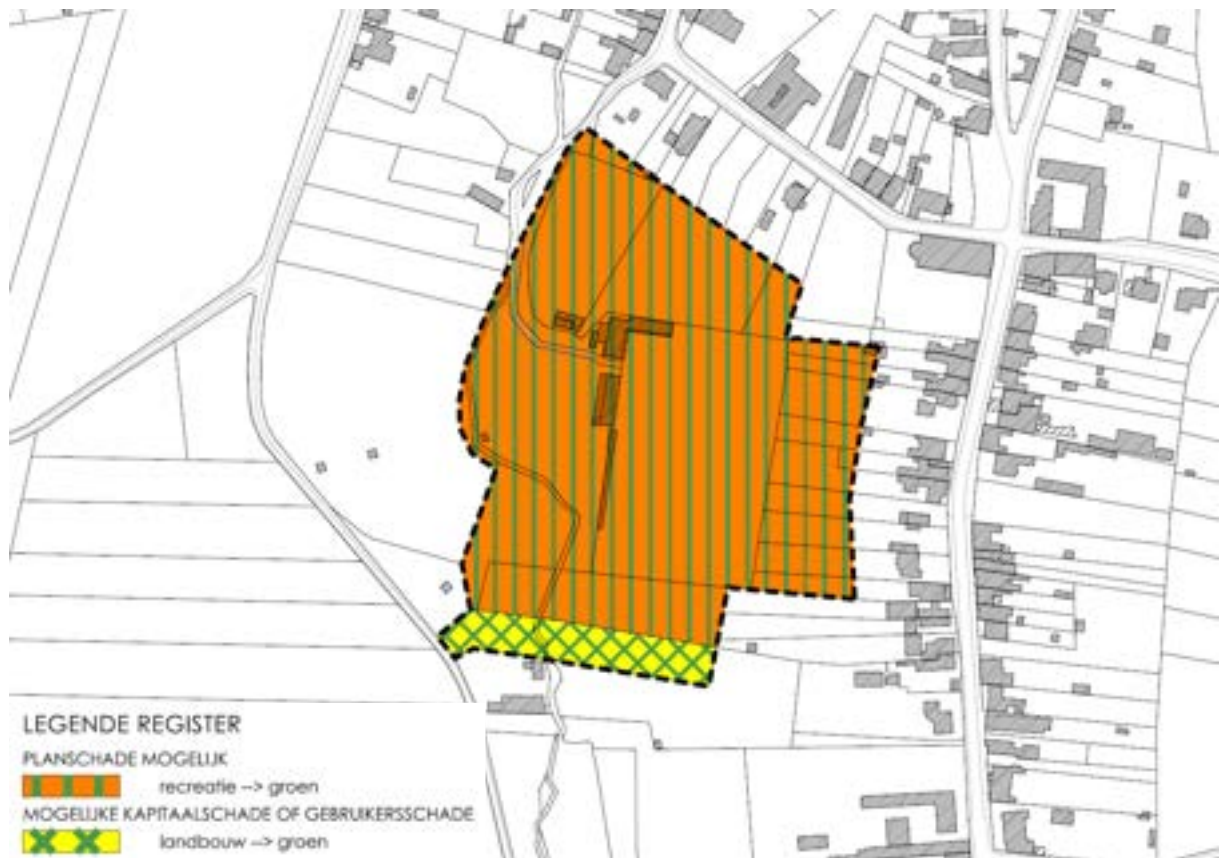 LEGENDE REGISTER
PLANSCHADE MOGELIJK
recreatie --> groen
MOGELIJKE KAPITAALSCHADE OF GEBRUIKERSSCHADE
landbouw --> groen